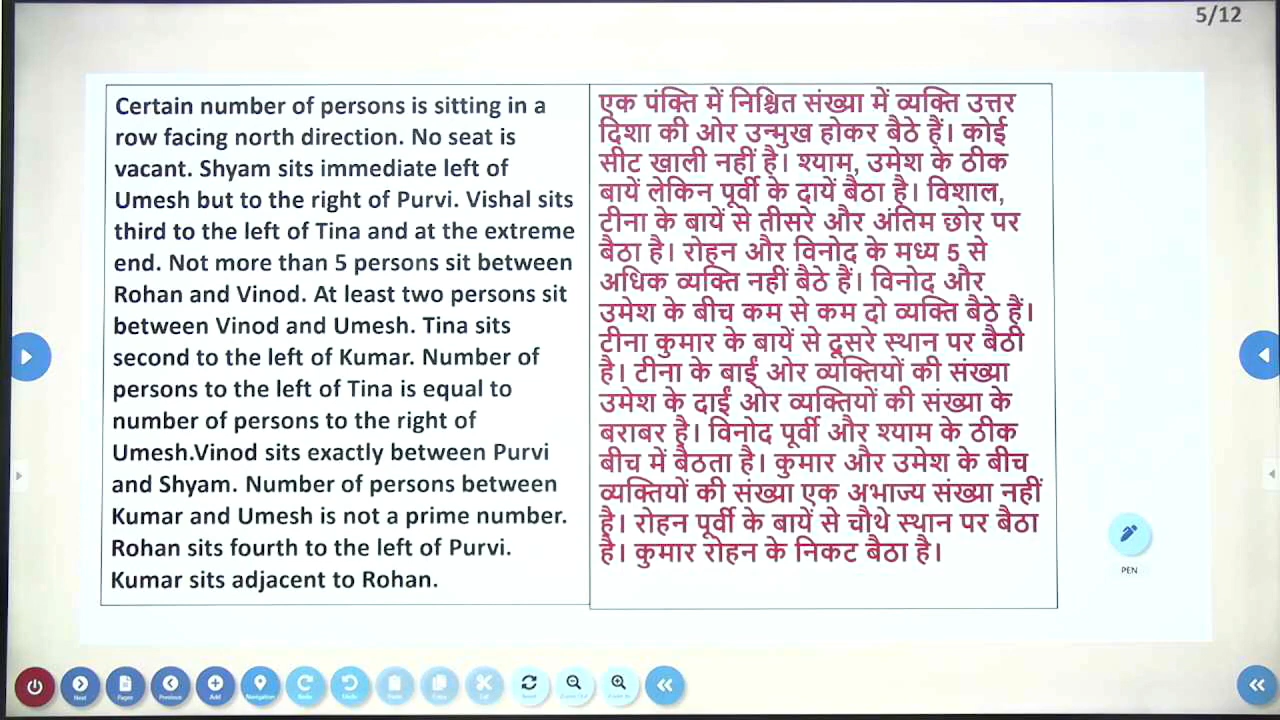 5/12
Certain number of persons is sitting in a
row facing north direction. No seat is
vacant. Shyam sits immediate left of
Umesh but to the right of Purvi. Vishal sits
third to the left of Tina and at the extreme
end. Not more than 5 persons sit between
Rohan and Vinod. At least two persons sit
between Vinod and Umesh. Tina sits
second to the left of Kumar. Number of
persons to the left of Tina is equal to
number of persons to the right of
Umesh.Vinod sits exactly between Purvi
and Shyam. Number of persons between
Kumar and Umesh is not a prime number.
Rohan sits fourth to the left of Purvi.
Kumar sits adjacent to Rohan.
एक पंक्ति में निश्चित संख्या में व्यक्ति उत्तर
दिशा की ओर उन्मुख होकर बैठे हैं। कोई
सीट खाली नहीं है। श्याम, उमेश के ठीक
बायें लेकिन पूर्वी के दायें बैठा है। विशाल,
टीना के बायें से तीसरे और अंतिम छोर पर
बैठा है। रोहन और विनोद के मध्य 5 से
अधिक व्यक्ति नहीं बैठे हैं। विनोद और
उमेश के बीच कम से कम दो व्यक्ति बैठे हैं।
टीना कुमार के बायें से दूसरे स्थान पर बैठी
है। टीना के बाईं ओर व्यक्तियों की संख्या
उमेश के दाईं ओर व्यक्तियों की संख्या के
बराबर है। विनोद पूर्वी और श्याम के ठीक
बीच में बैठता है। कुमार और उमेश के बीच
व्यक्तियों की संख्या एक अभाज्य संख्या नहीं
है। रोहन पूर्वी के बायें से चौथे स्थान पर बैठा
है। कुमार रोहन के निकट बैठा है।
PEN
Next
Pages
Previous
Add
Navigation
Undo